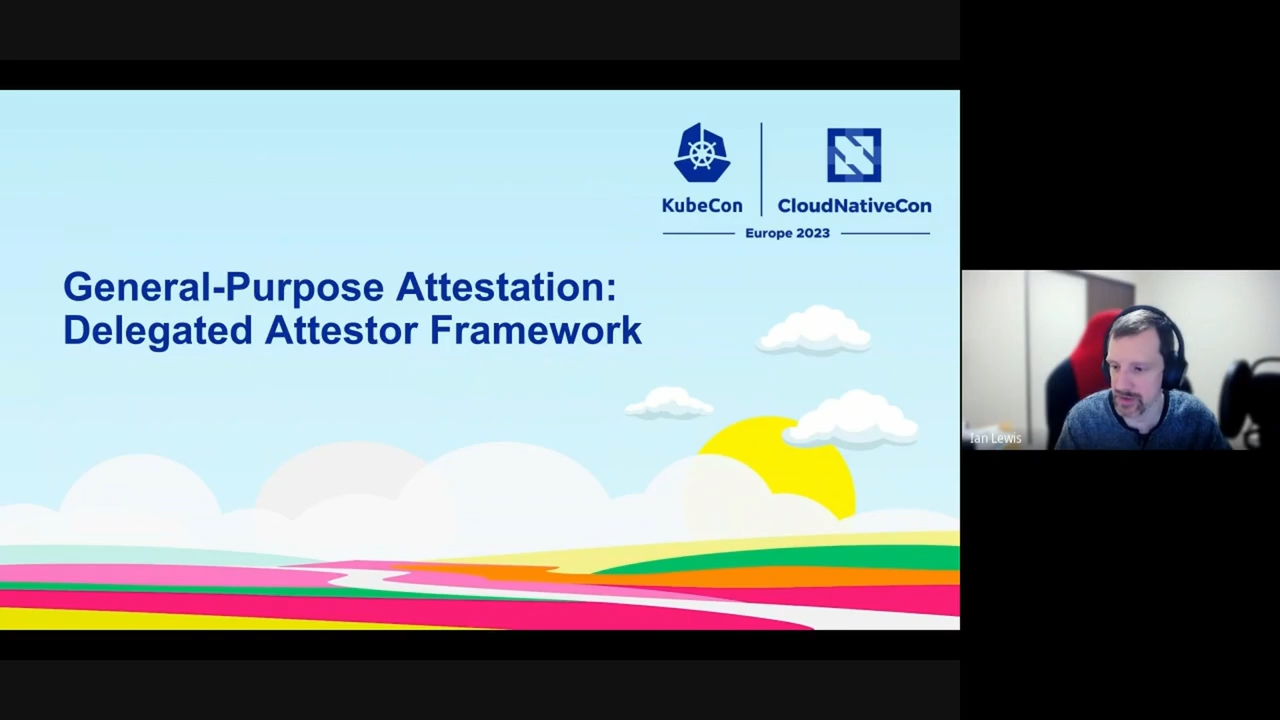 KubeCon
CloudNativeCon
Europe 2023
General-Purpose Attestation:
Delegated Attestor Framework
Ian Lewis